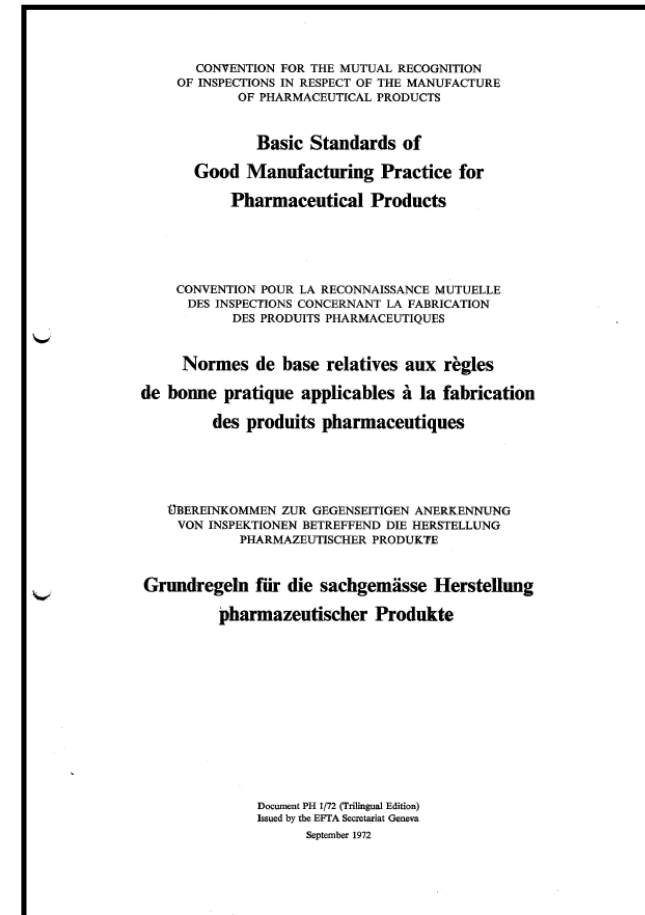 CONVENTION FOR THE MUTUAL RECOGNITION
OF INSPECTIONS IN RESPECT OF THE MANUFACTURE
OF PHARMACEUTICAL PRODUCTS
Basic Standards of
Good Manufacturing Practice for
Pharmaceutical Products
CONVENTION POUR LA RECONNAISSANCE MUTUELLE
DES INSPECTIONS CONCERNANT LA FABRICATION
DES PRODUITS PHARMACEUTIQUES
Normes de base relatives aux règles
de bonne pratique applicables à la fabrication
des produits pharmaceutiques
ÜBEREINKOMMEN ZUR GEGENSEITIGEN ANERKENNUNG
VON INSPEKTIONEN BETREFFEND DIE HERSTELLUNG
PHARMAZEUTISCHER PRODUKTE
Grundregeln für die sachgemässe Herstellung
pharmazeutischer Produkte
Document PH 1/72 (Trilingual Edition)
Issued by the EFTA Secretariat Geneva
September 1972